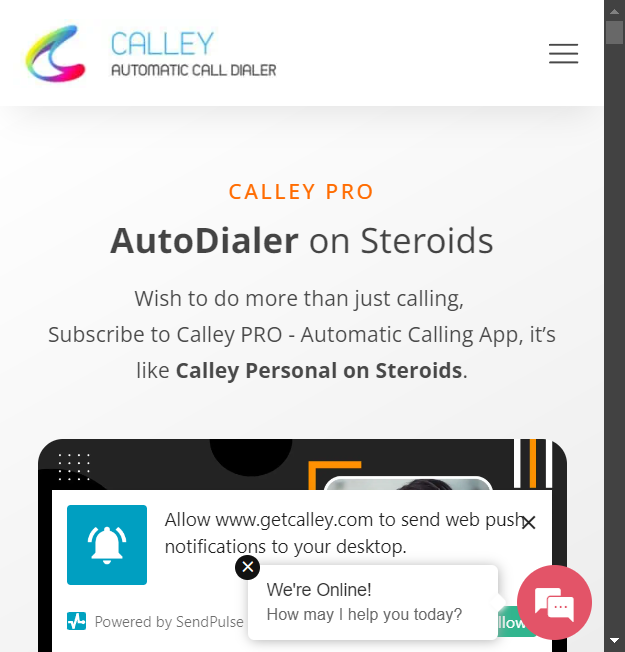 CALLEY
AUTOMATIC CALL DIALER
CALLEY PRO
AutoDialer on Steroids
Wish to do more than just calling,
Subscribe to Calley PRO - Automatic Calling App, it's
like Calley Personal on Steroids.
Allow www.getcalley.com to send web push
notifications to your desktop.
We're Online!
How may I help you today?
Powered by SendPulse